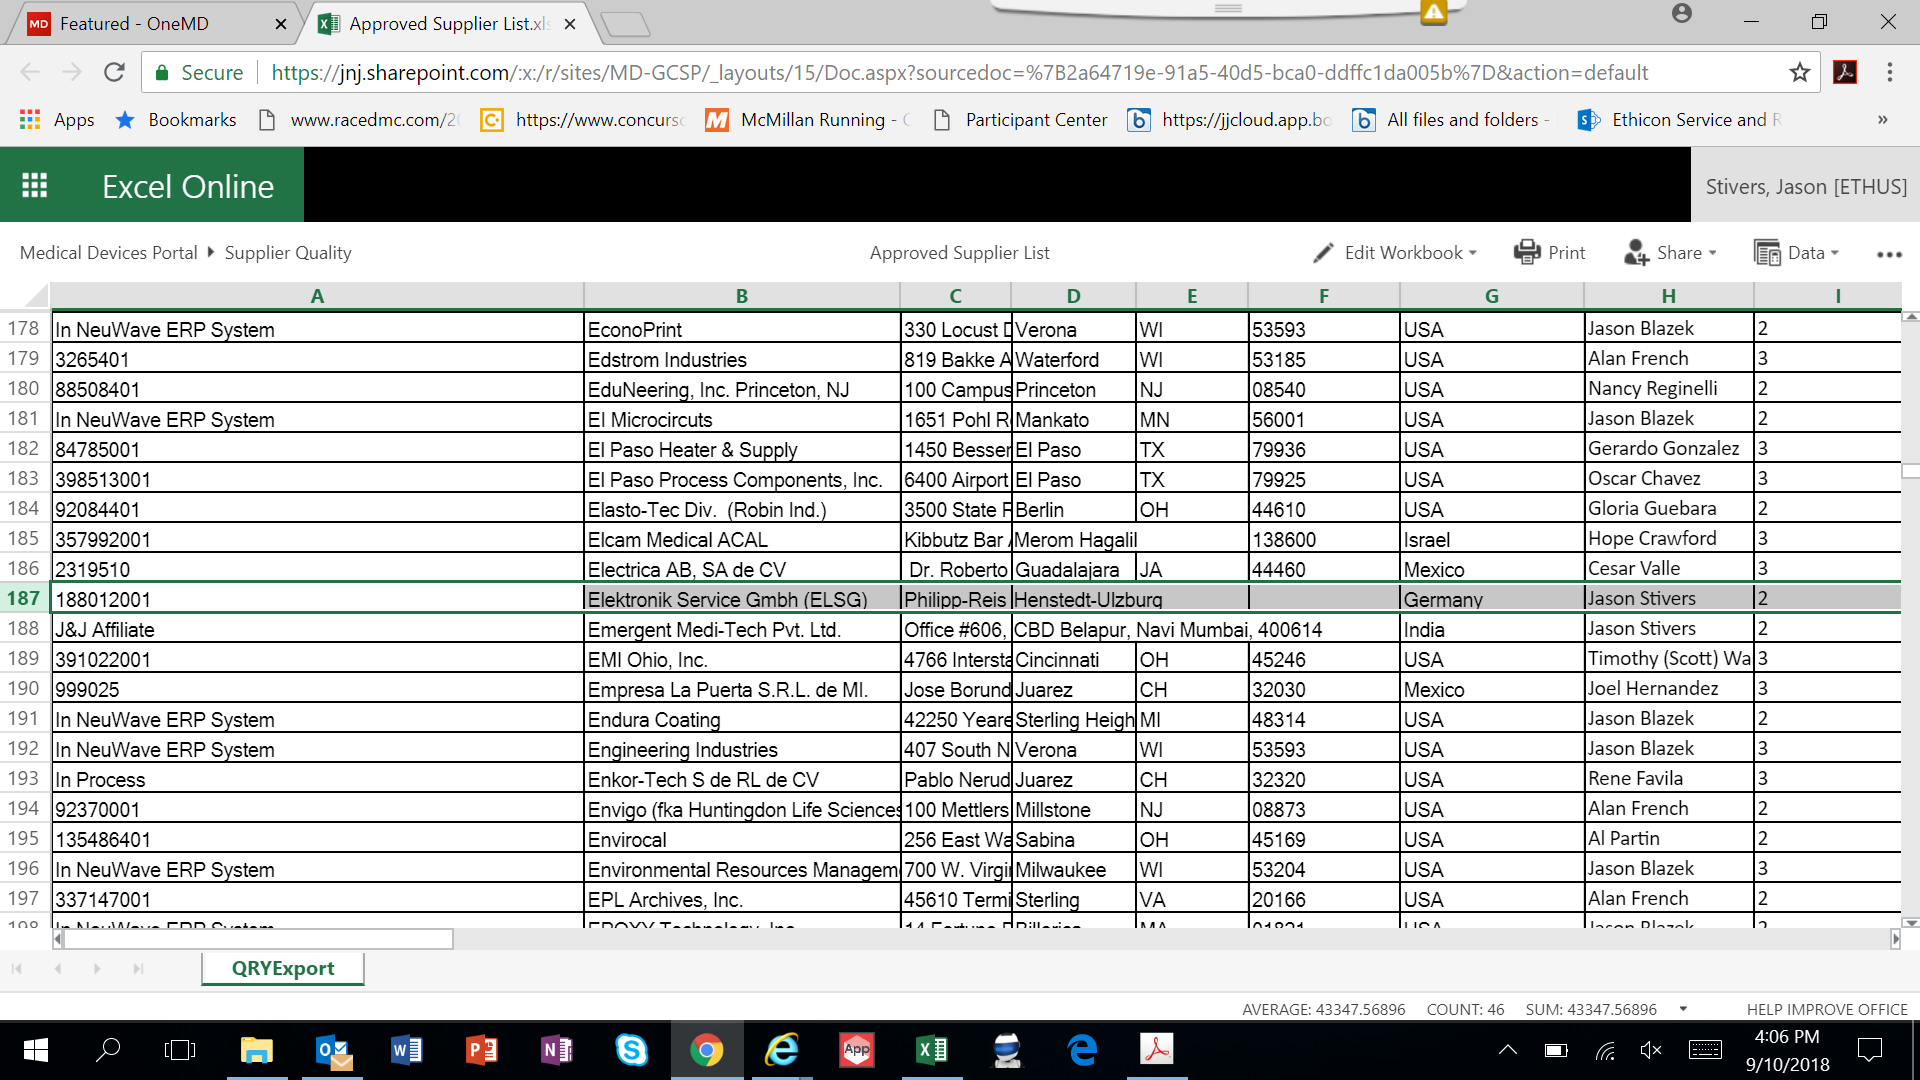 Featured - OneMD
Approved Supplier List.xls
Secure https://jnj.sharepoint.com/:x:/r/sites/MD-GCSP/_layouts/15/Doc.aspx?sourcedoc=%7B2a64719e-91a5-40d5-bca0-ddffc1da005b%7D&action=default
Apps Bookmarks www.racedmc.com/20 https://www.concurso McMillan Running - C Participant Center https://jjcloud.app.bo All files and folders - Ethicon Service and R »
Excel Online Stivers, Jason [ETHUS]
Medical Devices Portal Supplier Quality Approved Supplier List Edit Workbook Print Share Data
A B C D E F G H I
178 In NeuWave ERP System EconoPrint 330 Locust D Verona WI 53593 USA Jason Blazek 2
179 3265401 Edstrom Industries 819 Bakke A Waterford WI 53185 USA Alan French 3
180 88508401 EduNeering, Inc. Princeton, NJ 100 Campus Princeton NJ 08540 USA Nancy Reginelli 2
181 In NeuWave ERP System EI Microcircuts 1651 Pohl R Mankato MN 56001 USA Jason Blazek 2
182 84785001 El Paso Heater & Supply 1450 Besser El Paso TX 79936 USA Gerardo Gonzalez 3
183 398513001 El Paso Process Components, Inc. 6400 Airport El Paso TX 79925 USA Oscar Chavez 3
184 92084401 Elasto-Tec Div.  (Robin Ind.) 3500 State R Berlin OH 44610 USA Gloria Guebara 2
185 357992001 Elcam Medical ACAL Kibbutz Bar A Merom Hagalil 138600 Israel Hope Crawford 3
186 2319510 Electrica AB, SA de CV Dr. Roberto Guadalajara JA 44460 Mexico Cesar Valle 3
187 188012001 Elektronik Service Gmbh (ELSG) Philipp-Reis Henstedt-Ulzburg Germany Jason Stivers 2
188 J&J Affiliate Emergent Medi-Tech Pvt. Ltd. Office #606, CBD Belapur, Navi Mumbai, 400614 India Jason Stivers 2
189 391022001 EMI Ohio, Inc. 4766 Intersta Cincinnati OH 45246 USA Timothy (Scott) Wa 3
190 999025 Empresa La Puerta S.R.L. de MI. Jose Borund Juarez CH 32030 Mexico Joel Hernandez 3
191 In NeuWave ERP System Endura Coating 42250 Yeare Sterling Heigh MI 48314 USA Jason Blazek 2
192 In NeuWave ERP System Engineering Industries 407 South N Verona WI 53593 USA Jason Blazek 3
193 In Process Enkor-Tech S de RL de CV Pablo Nerud Juarez CH 32320 USA Rene Favila 3
194 92370001 Envigo (fka Huntingdon Life Sciences 100 Mettlers Millstone NJ 08873 USA Alan French 2
195 135486401 Envirocal 256 East Wa Sabina OH 45169 USA Al Partin 2
196 In NeuWave ERP System Environmental Resources Managem 700 W. Virgi Milwaukee WI 53204 USA Jason Blazek 3
197 337147001 EPL Archives, Inc. 45610 Termi Sterling VA 20166 USA Alan French 2
198 In NeuWave ERP System EPOXY Technology, Inc. 14 Fortune D Billerica MA 01821 USA Jason Blazek 2
QRYExport
AVERAGE: 43347.56896 COUNT: 46 SUM: 43347.56896 HELP IMPROVE OFFICE
4:06 PM
9/10/2018